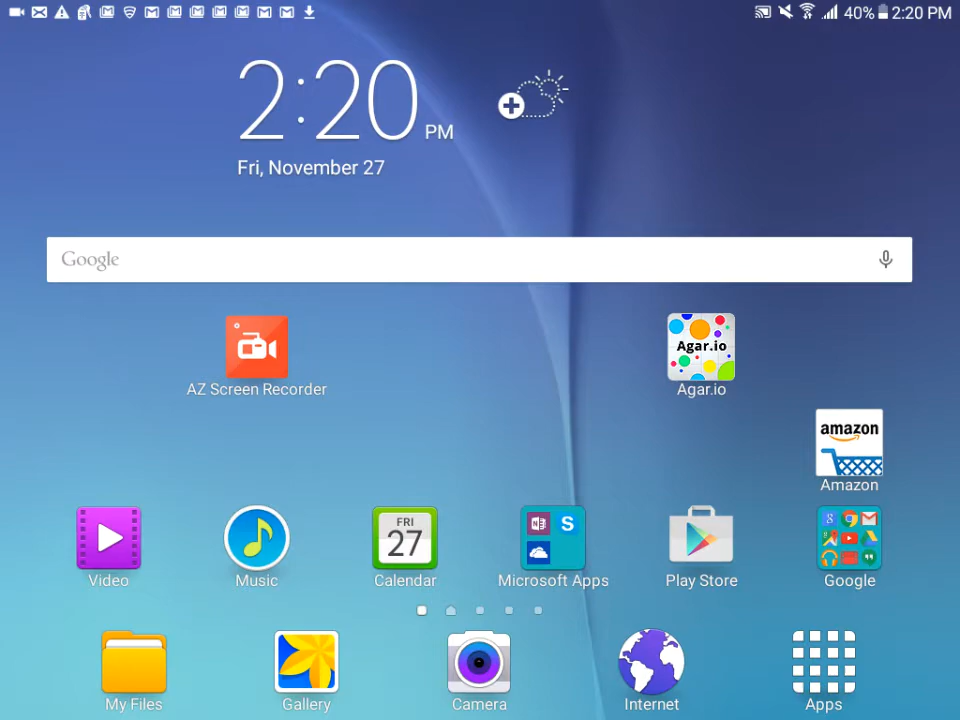 40% 2:20 PM
2:20 PM
Fri, November 27
Google
Agar.io
AZ Screen Recorder
Agar.io
amazon
Amazon
FRI
27
S
Video
Music
Calendar
Microsoft Apps
Play Store
Google
My Files
Gallery
Camera
Internet
Apps